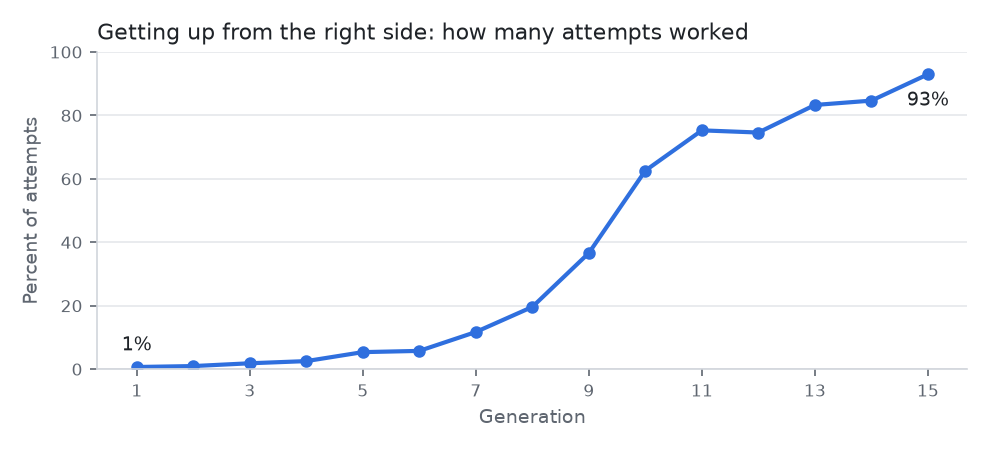 Getting up from the right side: how many attempts worked
Percent of attempts
100
80
60
40
20
0
1%
93%
1 3 5 7 9 11 13 15
Generation